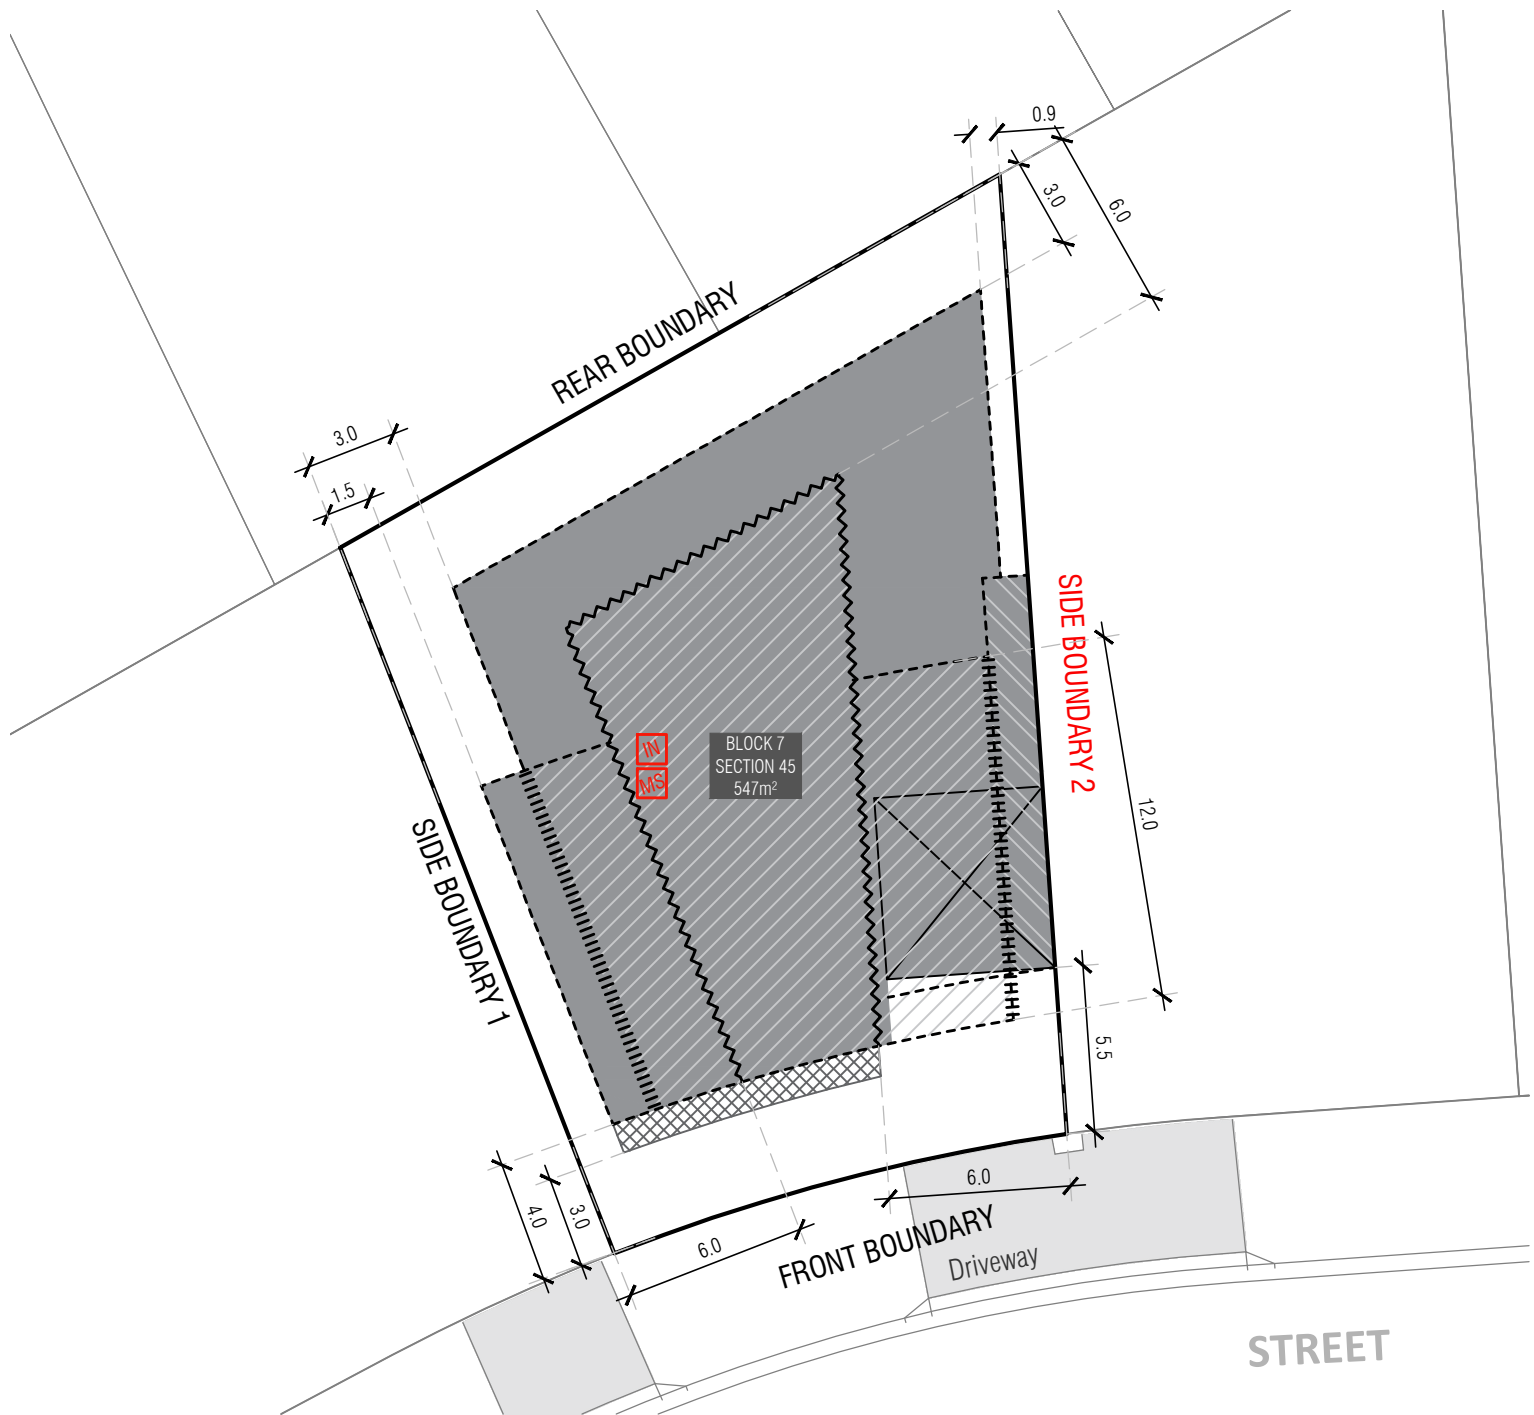 0.9
3.0
6.0
REAR BOUNDARY
3.0
1.5
SIDE BOUNDARY 2
IN
MS
BLOCK 7
SECTION 45
547m²
12.0
SIDE BOUNDARY 1
5.5
6.0
4.0
3.0
6.0
FRONT BOUNDARY
Driveway
STREET